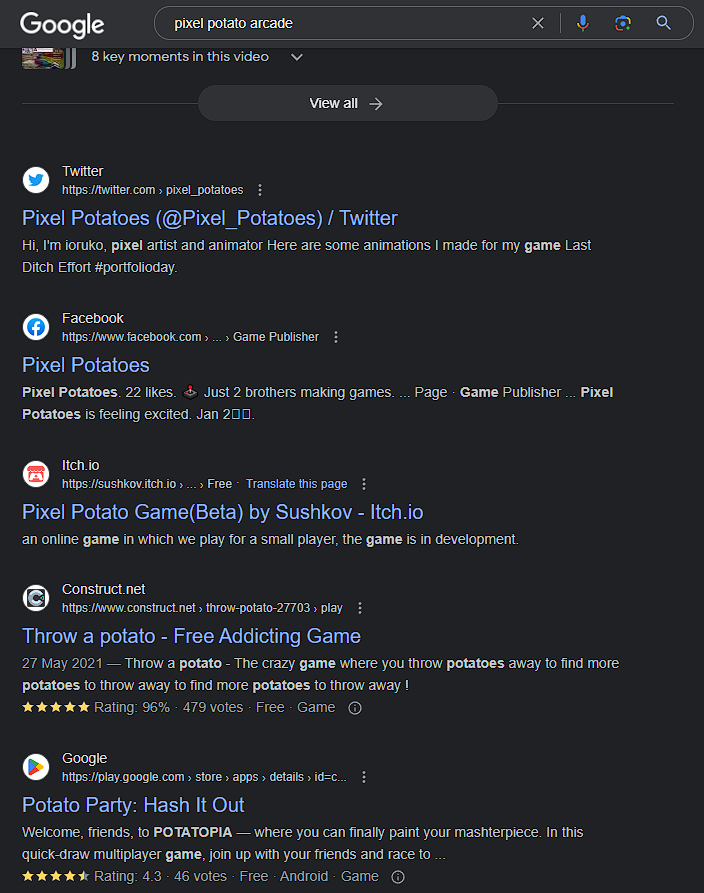 Google
pixel potato arcade
8 key moments in this video
View all
Twitter
https://twitter.com › pixel_potatoes
Pixel Potatoes (@Pixel_Potatoes) / Twitter
Hi, I'm ioruko, pixel artist and animator Here are some animations I made for my game Last
Ditch Effort #portfolioday.
Facebook
https://www.facebook.com › ... › Game Publisher
Pixel Potatoes
Pixel Potatoes. 22 likes. 🕹️ Just 2 brothers making games. ... Page · Game Publisher ... Pixel
Potatoes is feeling excited. Jan 2▯▯.
Itch.io
https://sushkov.itch.io › ... › Free · Translate this page
Pixel Potato Game(Beta) by Sushkov - Itch.io
an online game in which we play for a small player, the game is in development.
Construct.net
https://www.construct.net › throw-potato-27703 › play
Throw a potato - Free Addicting Game
27 May 2021 — Throw a potato - The crazy game where you throw potatoes away to find more
potatoes to throw away to find more potatoes to throw away !
Rating: 96% · 479 votes · Free · Game
Google
https://play.google.com › store › apps › details › id=c...
Potato Party: Hash It Out
Welcome, friends, to POTATOPIA — where you can finally paint your mashterpiece. In this
quick-draw multiplayer game, join up with your friends and race to ...
Rating: 4.3 · 46 votes · Free · Android · Game